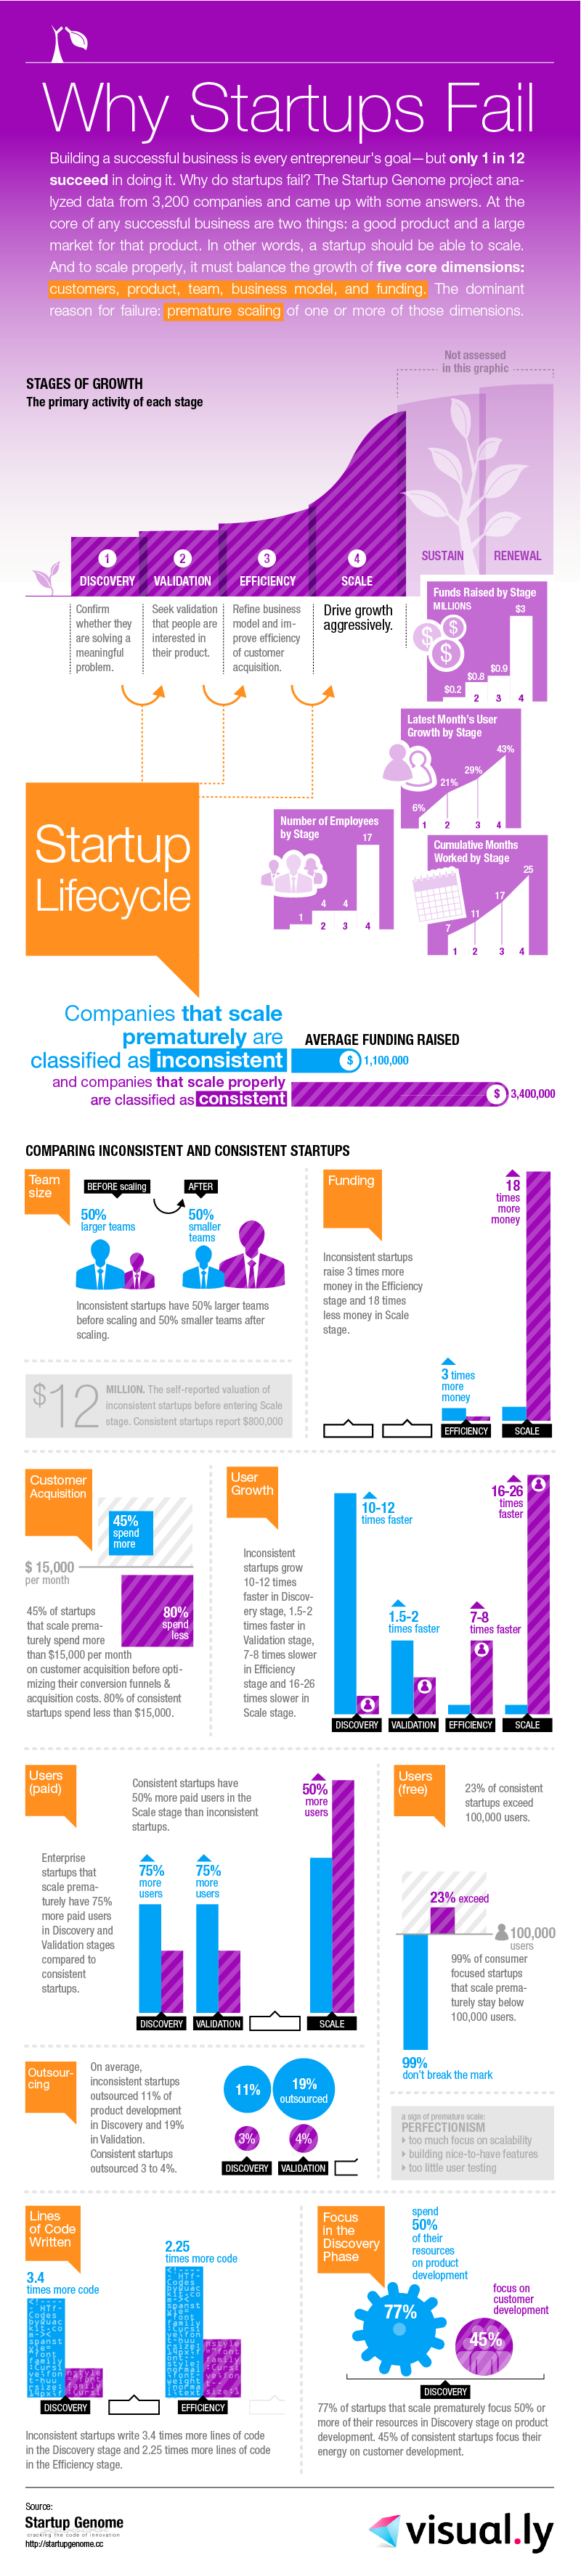 Why Startups Fail
Building a successful business is every entrepreneur's goal—but only 1 in 12
succeed in doing it. Why do startups fail? The Startup Genome project ana-
lyzed data from 3,200 companies and came up with some answers. At the
core of any successful business are two things: a good product and a large
market for that product. In other words, a startup should be able to scale.
And to scale properly, it must balance the growth of five core dimensions:
customers, product, team, business model, and funding. The dominant
reason for failure: premature scaling of one or more of those dimensions.
Not assessed
in this graphic
STAGES OF GROWTH
The primary activity of each stage
1
DISCOVERY
2
VALIDATION
3
EFFICIENCY
4
SCALE
SUSTAIN
RENEWAL
Confirm
whether they
are solving a
meaningful
problem.
Seek validation
that people are
interested in
their product.
Refine business
model and im-
prove efficiency
of customer
acquisition.
Drive growth
aggressively.
Funds Raised by Stage
MILLIONS
$3
$0.9
$0.8
$0.2
2 3 4
Latest Month's User
Growth by Stage
43%
29%
21%
6%
1 2 3 4
Number of Employees
by Stage
17
4 4
1
2 3 4
Cumulative Months
Worked by Stage
25
17
11
7
1 2 3 4
Startup
Lifecycle
Companies that scale
prematurely are
classified as inconsistent
and companies that scale properly
are classified as consistent
AVERAGE FUNDING RAISED
$ 1,100,000
$ 3,400,000
COMPARING INCONSISTENT AND CONSISTENT STARTUPS
Team
size
BEFORE scaling
AFTER
50%
larger teams
50%
smaller
teams
Inconsistent startups have 50% larger teams
before scaling and 50% smaller teams after
scaling.
$12 MILLION. The self-reported valuation of
inconsistent startups before entering Scale
stage. Consistent startups report $800,000
Funding
18
times
more
money
Inconsistent startups
raise 3 times more
money in the Efficiency
stage and 18 times
less money in Scale
stage.
3 times
more
money
EFFICIENCY
SCALE
Customer
Acquisition
45%
spend
more
$ 15,000
per month
80%
spend
less
45% of startups
that scale prema-
turely spend more
than $15,000 per month
on customer acquisition before opti-
mizing their conversion funnels &
acquisition costs. 80% of consistent
startups spend less than $15,000.
User
Growth
10-12
times faster
16-26
times
faster
Inconsistent
startups grow
10-12 times
faster in Discov-
ery stage, 1.5-2
times faster in
Validation stage,
7-8 times slower
in Efficiency
stage and 16-26
times slower in
Scale stage.
1.5-2
times faster
7-8
times faster
DISCOVERY
VALIDATION
EFFICIENCY
SCALE
Users
(paid)
Consistent startups have
50% more paid users in the
Scale stage than inconsistent
startups.
50%
more
users
Enterprise
startups that
scale prema-
turely have 75%
more paid users
in Discovery and
Validation stages
compared to
consistent
startups.
75%
more
users
75%
more
users
DISCOVERY
VALIDATION
SCALE
Users
(free)
23% of consistent
startups exceed
100,000 users.
23% exceed
100,000
users
99% of consumer
focused startups
that scale prema-
turely stay below
100,000 users.
99%
don't break the mark
Outsour-
cing
On average,
inconsistent startups
outsourced 11% of
product development
in Discovery and 19%
in Validation.
Consistent startups
outsourced 3 to 4%.
11%
19%
outsourced
3%
4%
DISCOVERY
VALIDATION
a sign of premature scale:
PERFECTIONISM
too much focus on scalability
building nice-to-have features
too little user testing
Lines
of Code
Written
3.4
times more code
2.25
times more code
DISCOVERY
EFFICIENCY
Inconsistent startups write 3.4 times more lines of code
in the Discovery stage and 2.25 times more lines of code
in the Efficiency stage.
Focus
in the
Discovery
Phase
spend
50%
of their
resources
on product
development
77%
focus on
customer
development
45%
DISCOVERY
77% of startups that scale prematurely focus 50% or
more of their resources in Discovery stage on product
development. 45% of consistent startups focus their
energy on customer development.
Source:
Startup Genome
cracking the code of innovation
http://startupgenome.cc
visual.ly